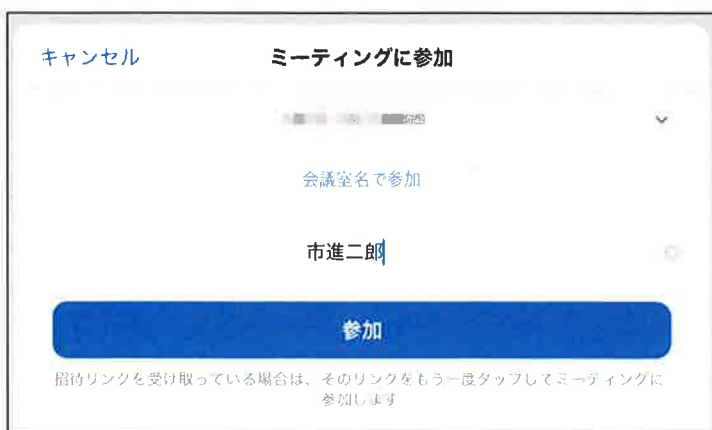 キャンセル
ミーティングに参加
会議室名で参加
市進二郎
参加
招待リンクを受け取っている場合は、そのリンクをもう一度タップしてミーティングに
参加します